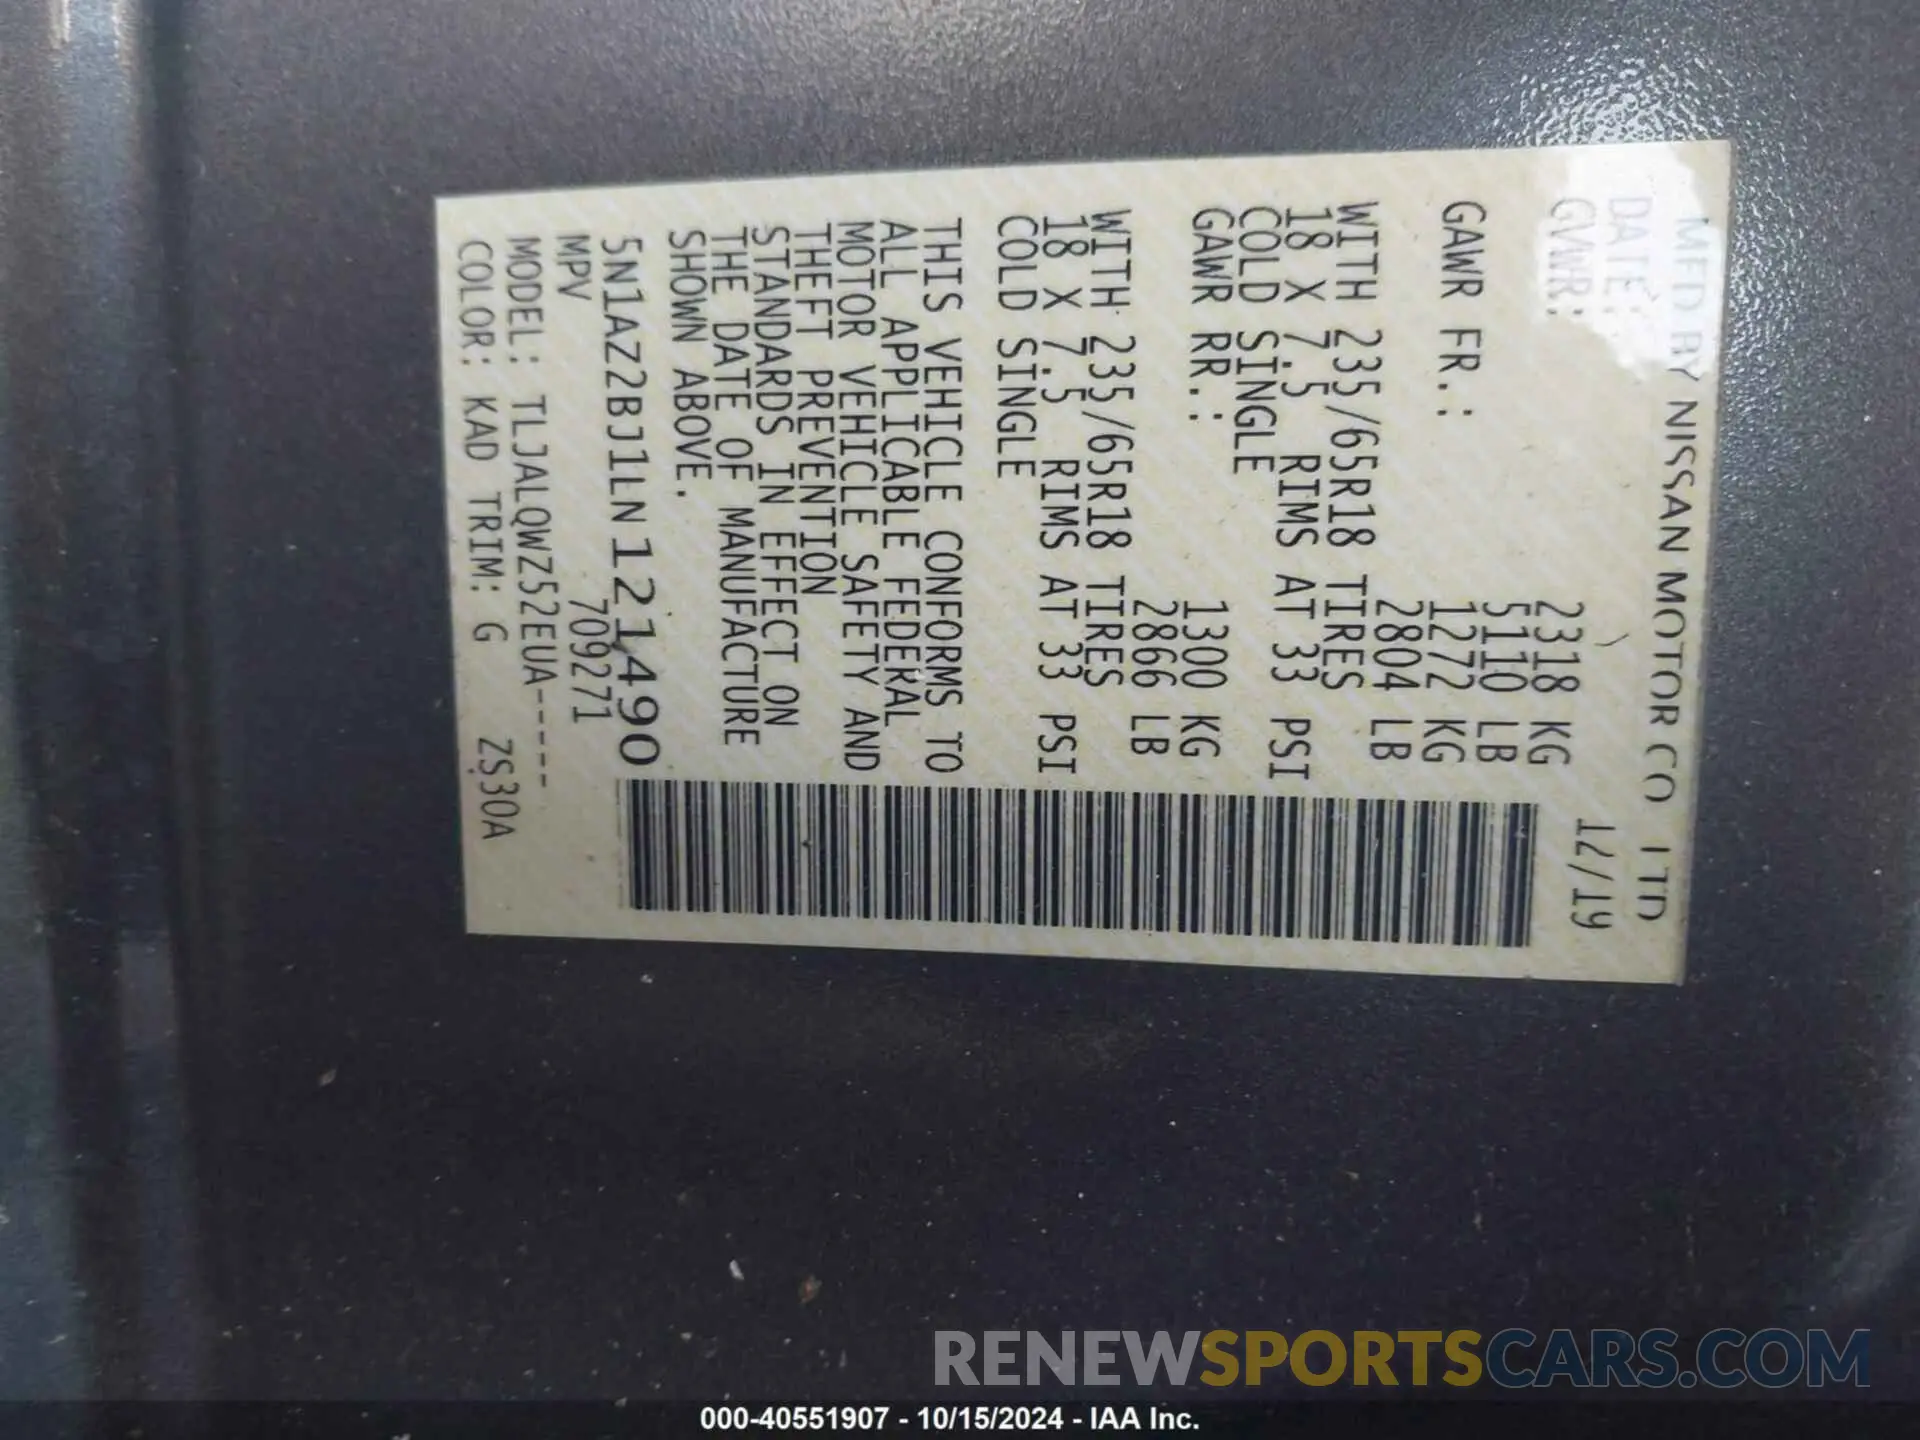 MFD BY NISSAN MOTOR CO LTD
DATE: 12/19
GVWR: 2318 KG
5110 LB
GAWR FR.: 1272 KG
2804 LB
WITH 235/65R18 TIRES
18 X 7.5 RIMS AT 33 PSI
COLD SINGLE
GAWR RR.: 1300 KG
2866 LB
WITH 235/65R18 TIRES
18 X 7.5 RIMS AT 33 PSI
COLD SINGLE
THIS VEHICLE CONFORMS TO
ALL APPLICABLE FEDERAL
MOTOR VEHICLE SAFETY AND
THEFT PREVENTION
STANDARDS IN EFFECT ON
THE DATE OF MANUFACTURE
SHOWN ABOVE.
5N1AZ2BJ1LN121490
MPV 709271
MODEL: TLJALQWZ52EUA-----
COLOR: KAD TRIM: G ZS30A
RENEWSPORTSCARS.COM
000-40551907 - 10/15/2024 - IAA Inc.